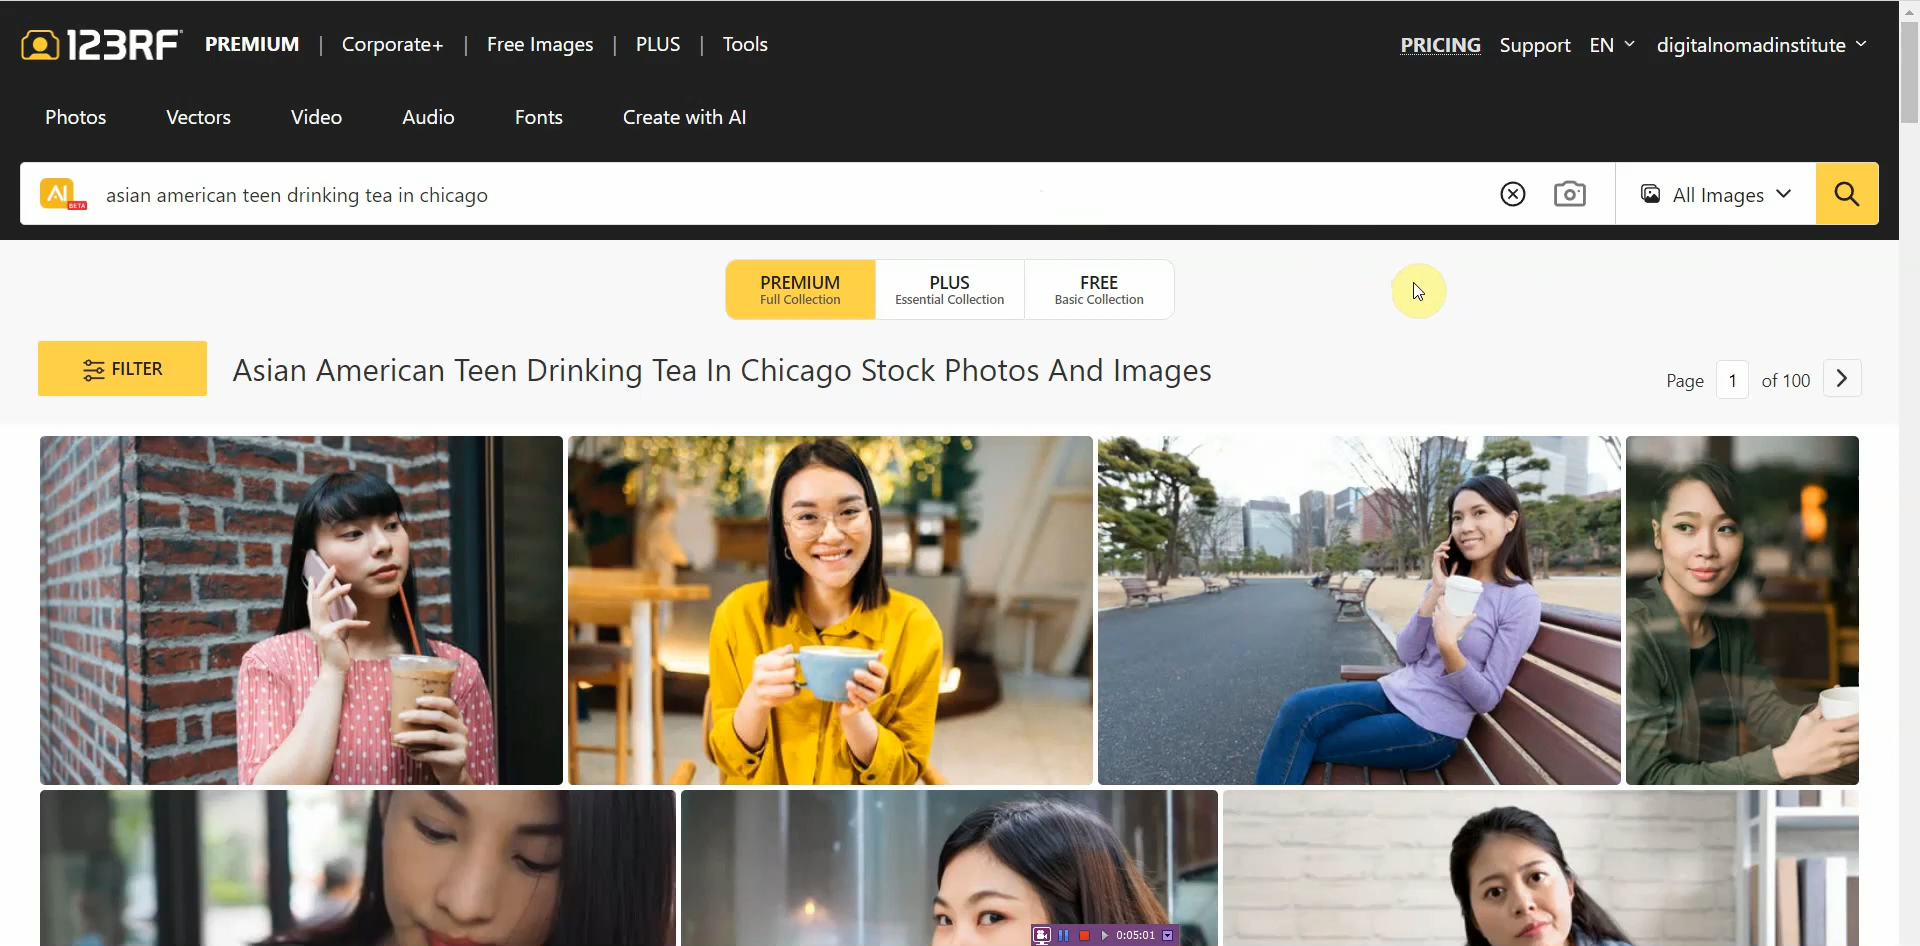 123RF PREMIUM | Corporate+ | Free Images | PLUS | Tools PRICING Support EN digitalnomadinstitute
Photos Vectors Video Audio Fonts Create with AI
AI BETA asian american teen drinking tea in chicago All Images
PREMIUM PLUS FREE
Full Collection Essential Collection Basic Collection
FILTER Asian American Teen Drinking Tea In Chicago Stock Photos And Images Page 1 of 100
0:05:01